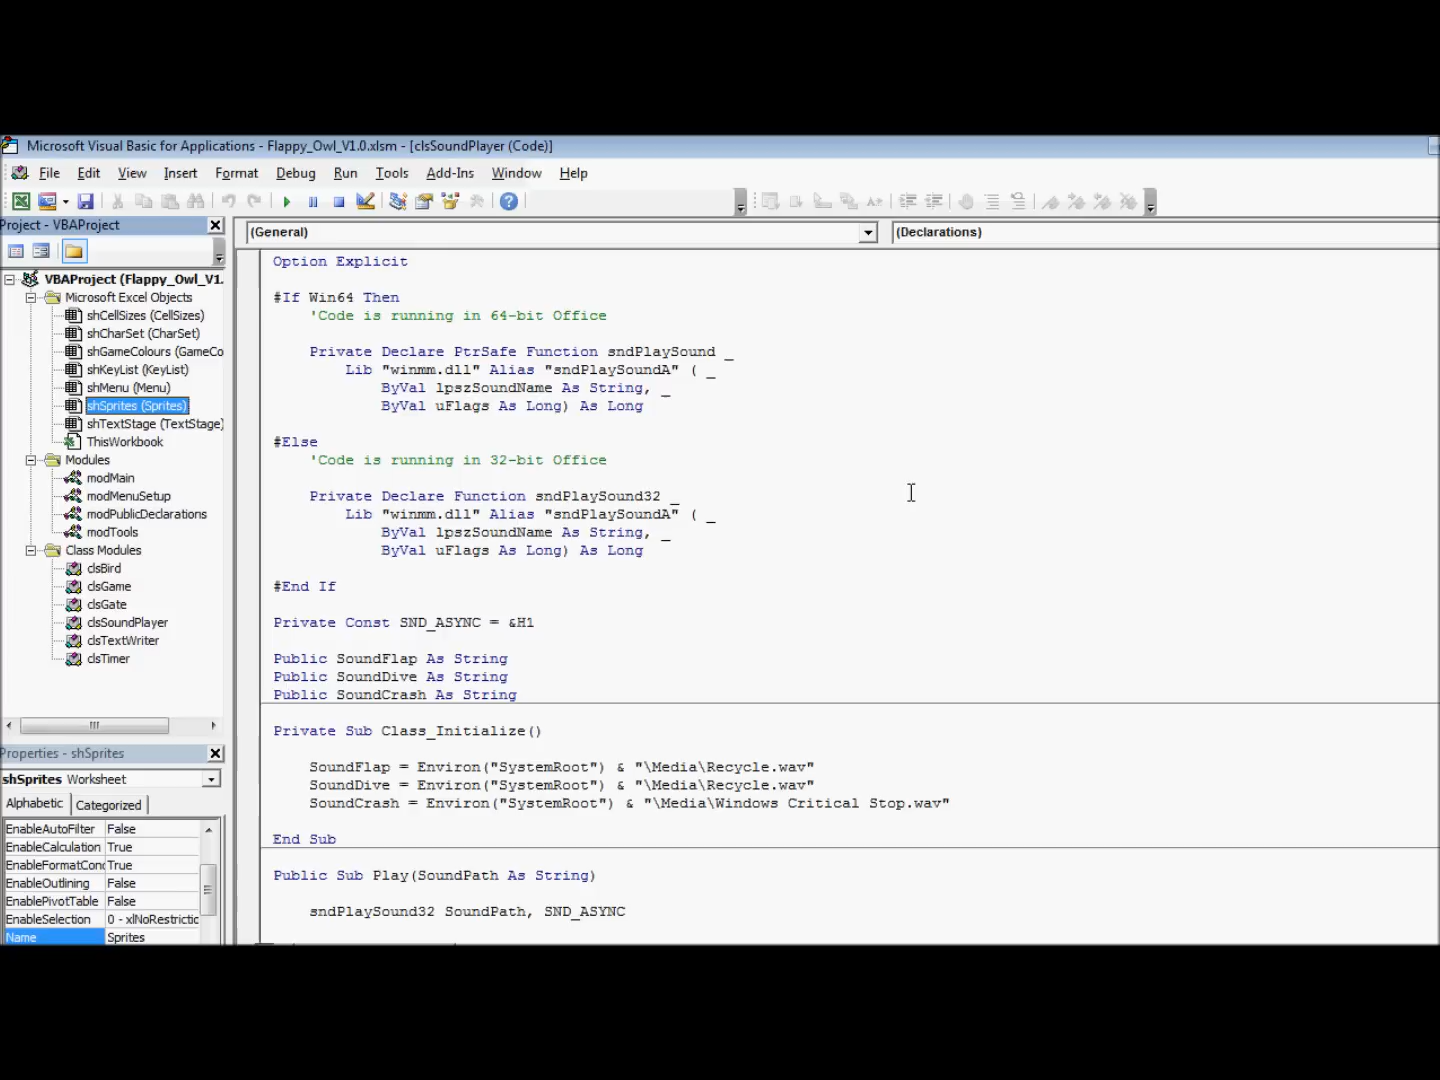 Microsoft Visual Basic for Applications - Flappy_Owl_V1.0.xlsm - [clsSoundPlayer (Code)]
File Edit View Insert Format Debug Run Tools Add-Ins Window Help
Project - VBAProject
(General) (Declarations)
VBAProject (Flappy_Owl_V1.
Microsoft Excel Objects
shCellSizes (CellSizes)
shCharSet (CharSet)
shGameColours (GameCo
shKeyList (KeyList)
shMenu (Menu)
shSprites (Sprites)
shTextStage (TextStage)
ThisWorkbook
Modules
modMain
modMenuSetup
modPublicDeclarations
modTools
Class Modules
clsBird
clsGame
clsGate
clsSoundPlayer
clsTextWriter
clsTimer
Properties - shSprites
shSprites Worksheet
Alphabetic Categorized
EnableAutoFilter False
EnableCalculation True
EnableFormatConc True
EnableOutlining False
EnablePivotTable False
EnableSelection 0 - xlNoRestrictic
Name Sprites
Option Explicit
#If Win64 Then
'Code is running in 64-bit Office
Private Declare PtrSafe Function sndPlaySound _
Lib "winmm.dll" Alias "sndPlaySoundA" ( _
ByVal lpszSoundName As String, _
ByVal uFlags As Long) As Long
#Else
'Code is running in 32-bit Office
Private Declare Function sndPlaySound32 _
Lib "winmm.dll" Alias "sndPlaySoundA" ( _
ByVal lpszSoundName As String, _
ByVal uFlags As Long) As Long
#End If
Private Const SND_ASYNC = &H1
Public SoundFlap As String
Public SoundDive As String
Public SoundCrash As String
Private Sub Class_Initialize()
SoundFlap = Environ("SystemRoot") & "\Media\Recycle.wav"
SoundDive = Environ("SystemRoot") & "\Media\Recycle.wav"
SoundCrash = Environ("SystemRoot") & "\Media\Windows Critical Stop.wav"
End Sub
Public Sub Play(SoundPath As String)
sndPlaySound32 SoundPath, SND_ASYNC